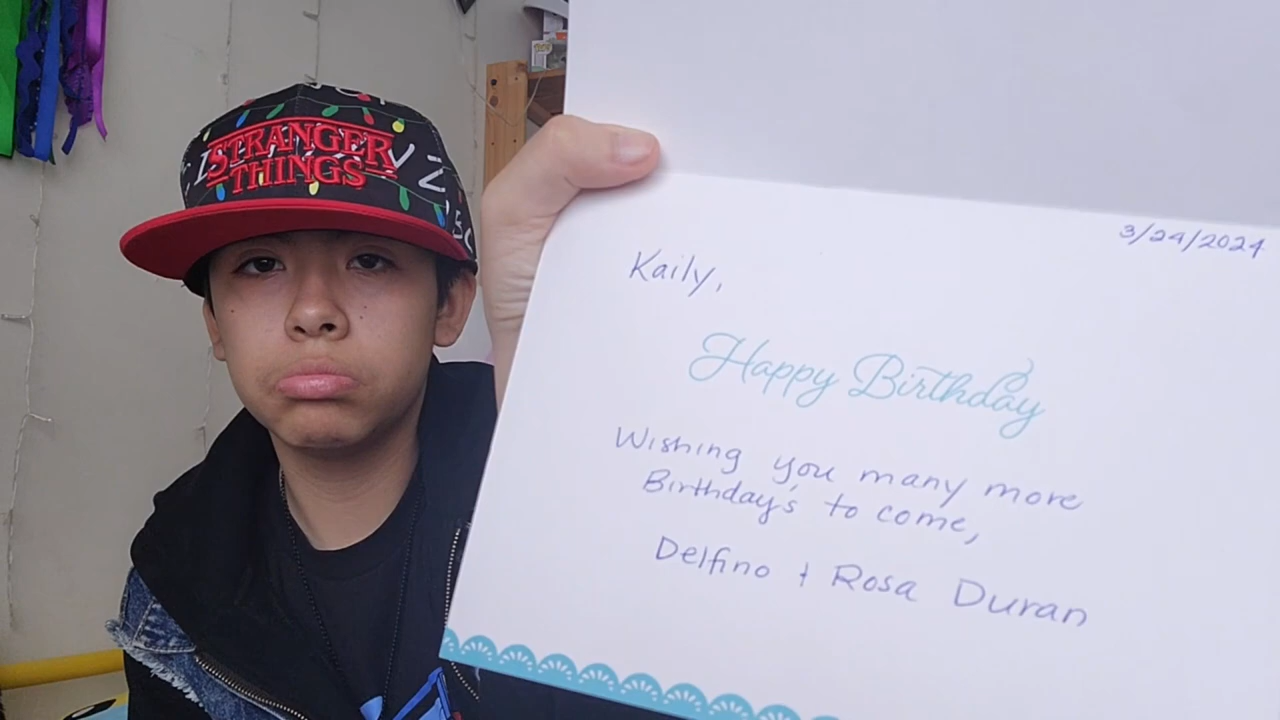 STRANGER
THINGS
3/24/2024
Kaily,
Happy Birthday
Wishing you many more
Birthday's to come,
Delfino + Rosa Duran